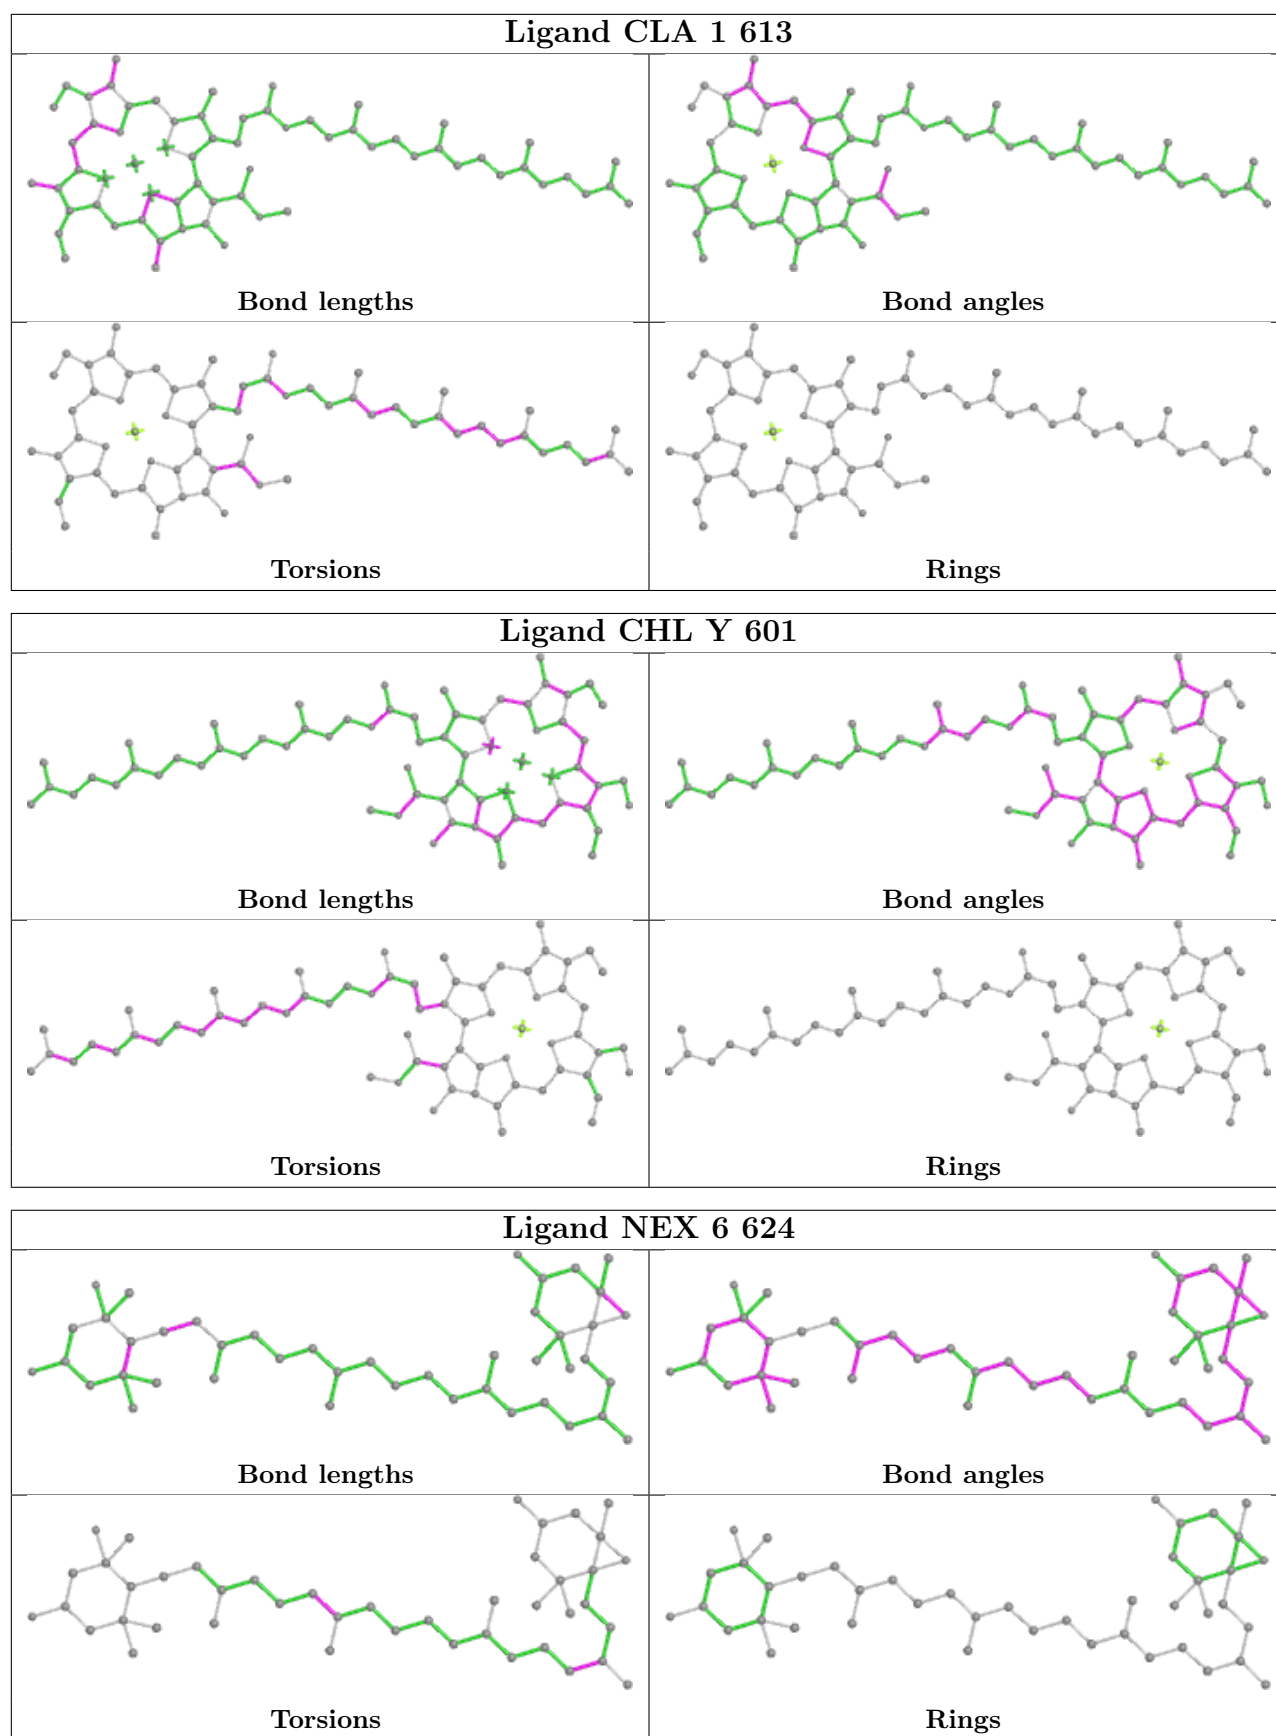 Ligand CLA 1 613
Bond lengths
Bond angles
Torsions
Rings
Ligand CHL Y 601
Bond lengths
Bond angles
Torsions
Rings
Ligand NEX 6 624
Bond lengths
Bond angles
Torsions
Rings